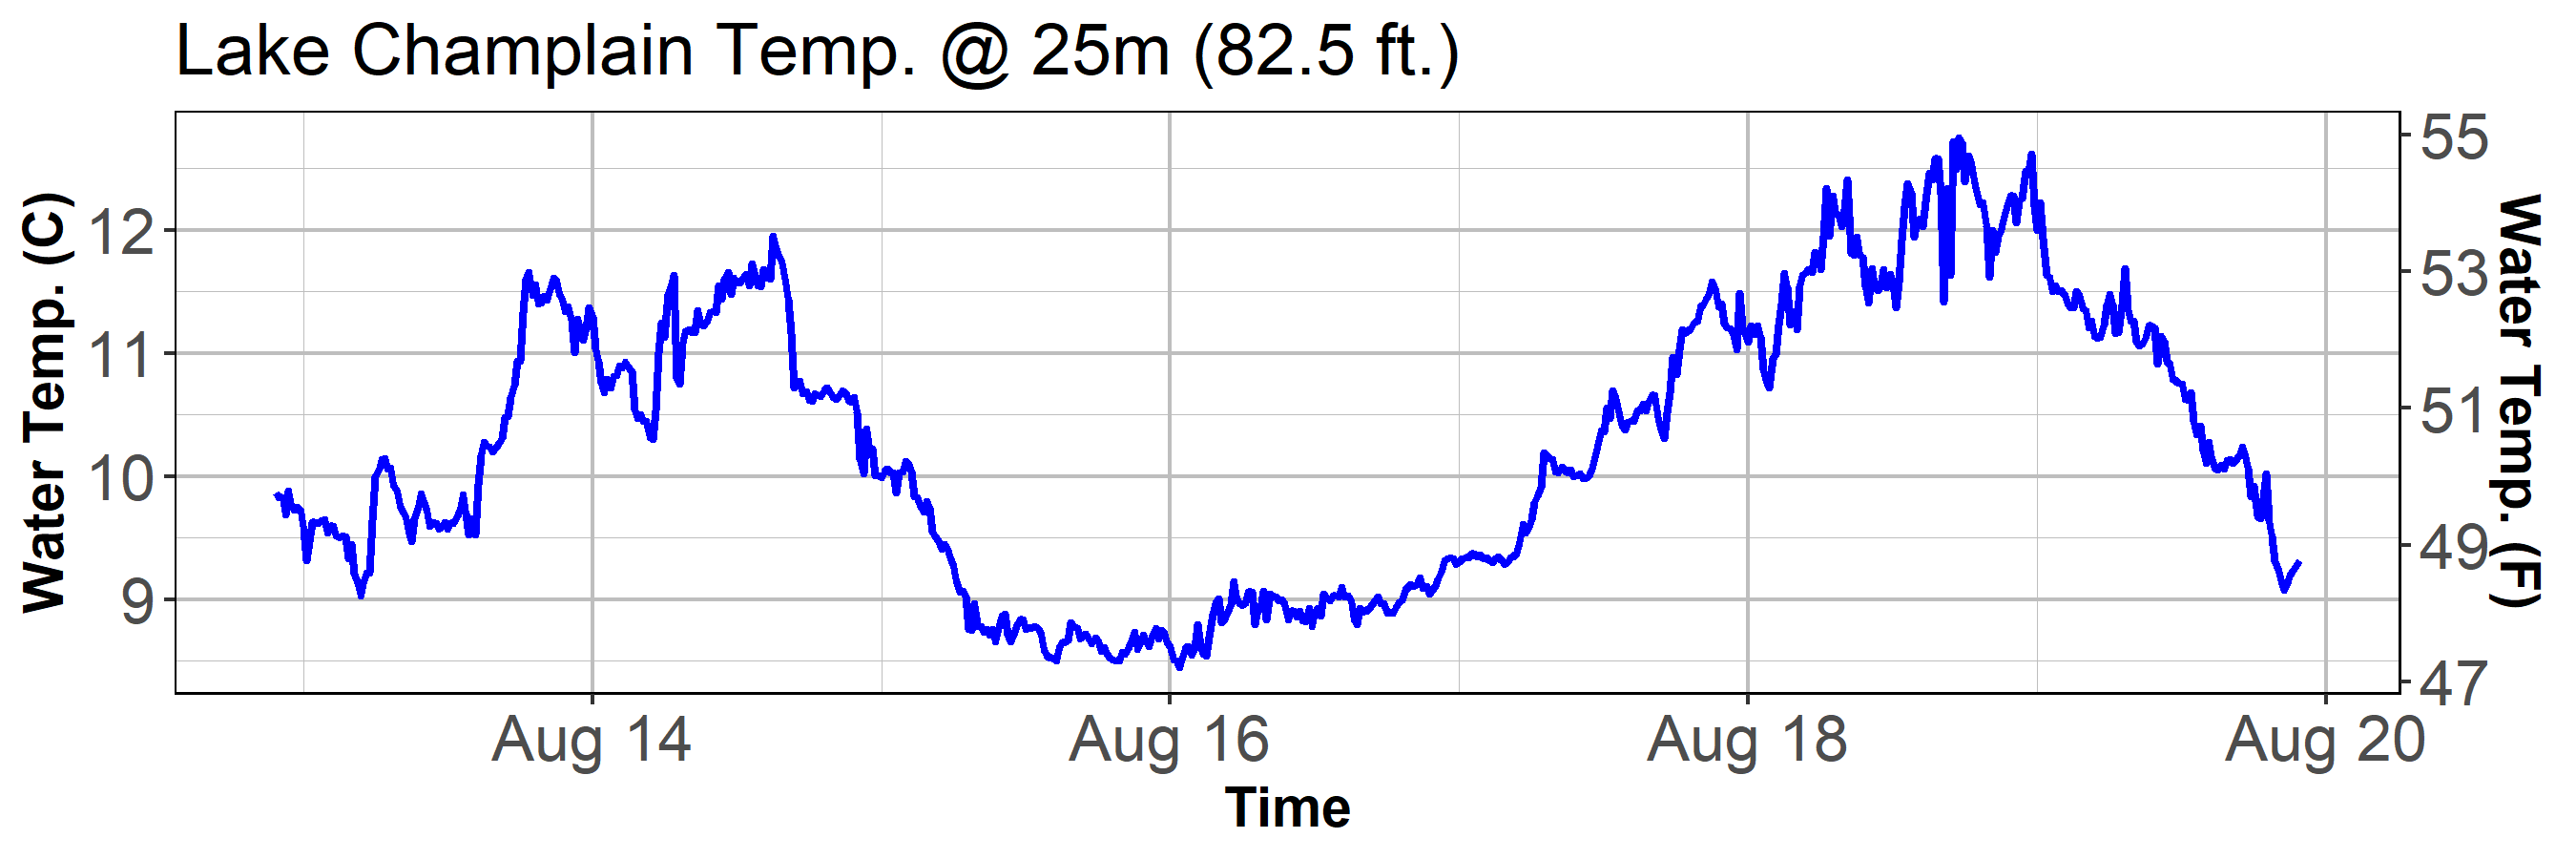 Lake Champlain Temp. @ 25m (82.5 ft.)
Water Temp. (C)
12
11
10
9
55
53
51
49
47
Water Temp. (F)
Aug 14 Aug 16 Aug 18 Aug 20
Time